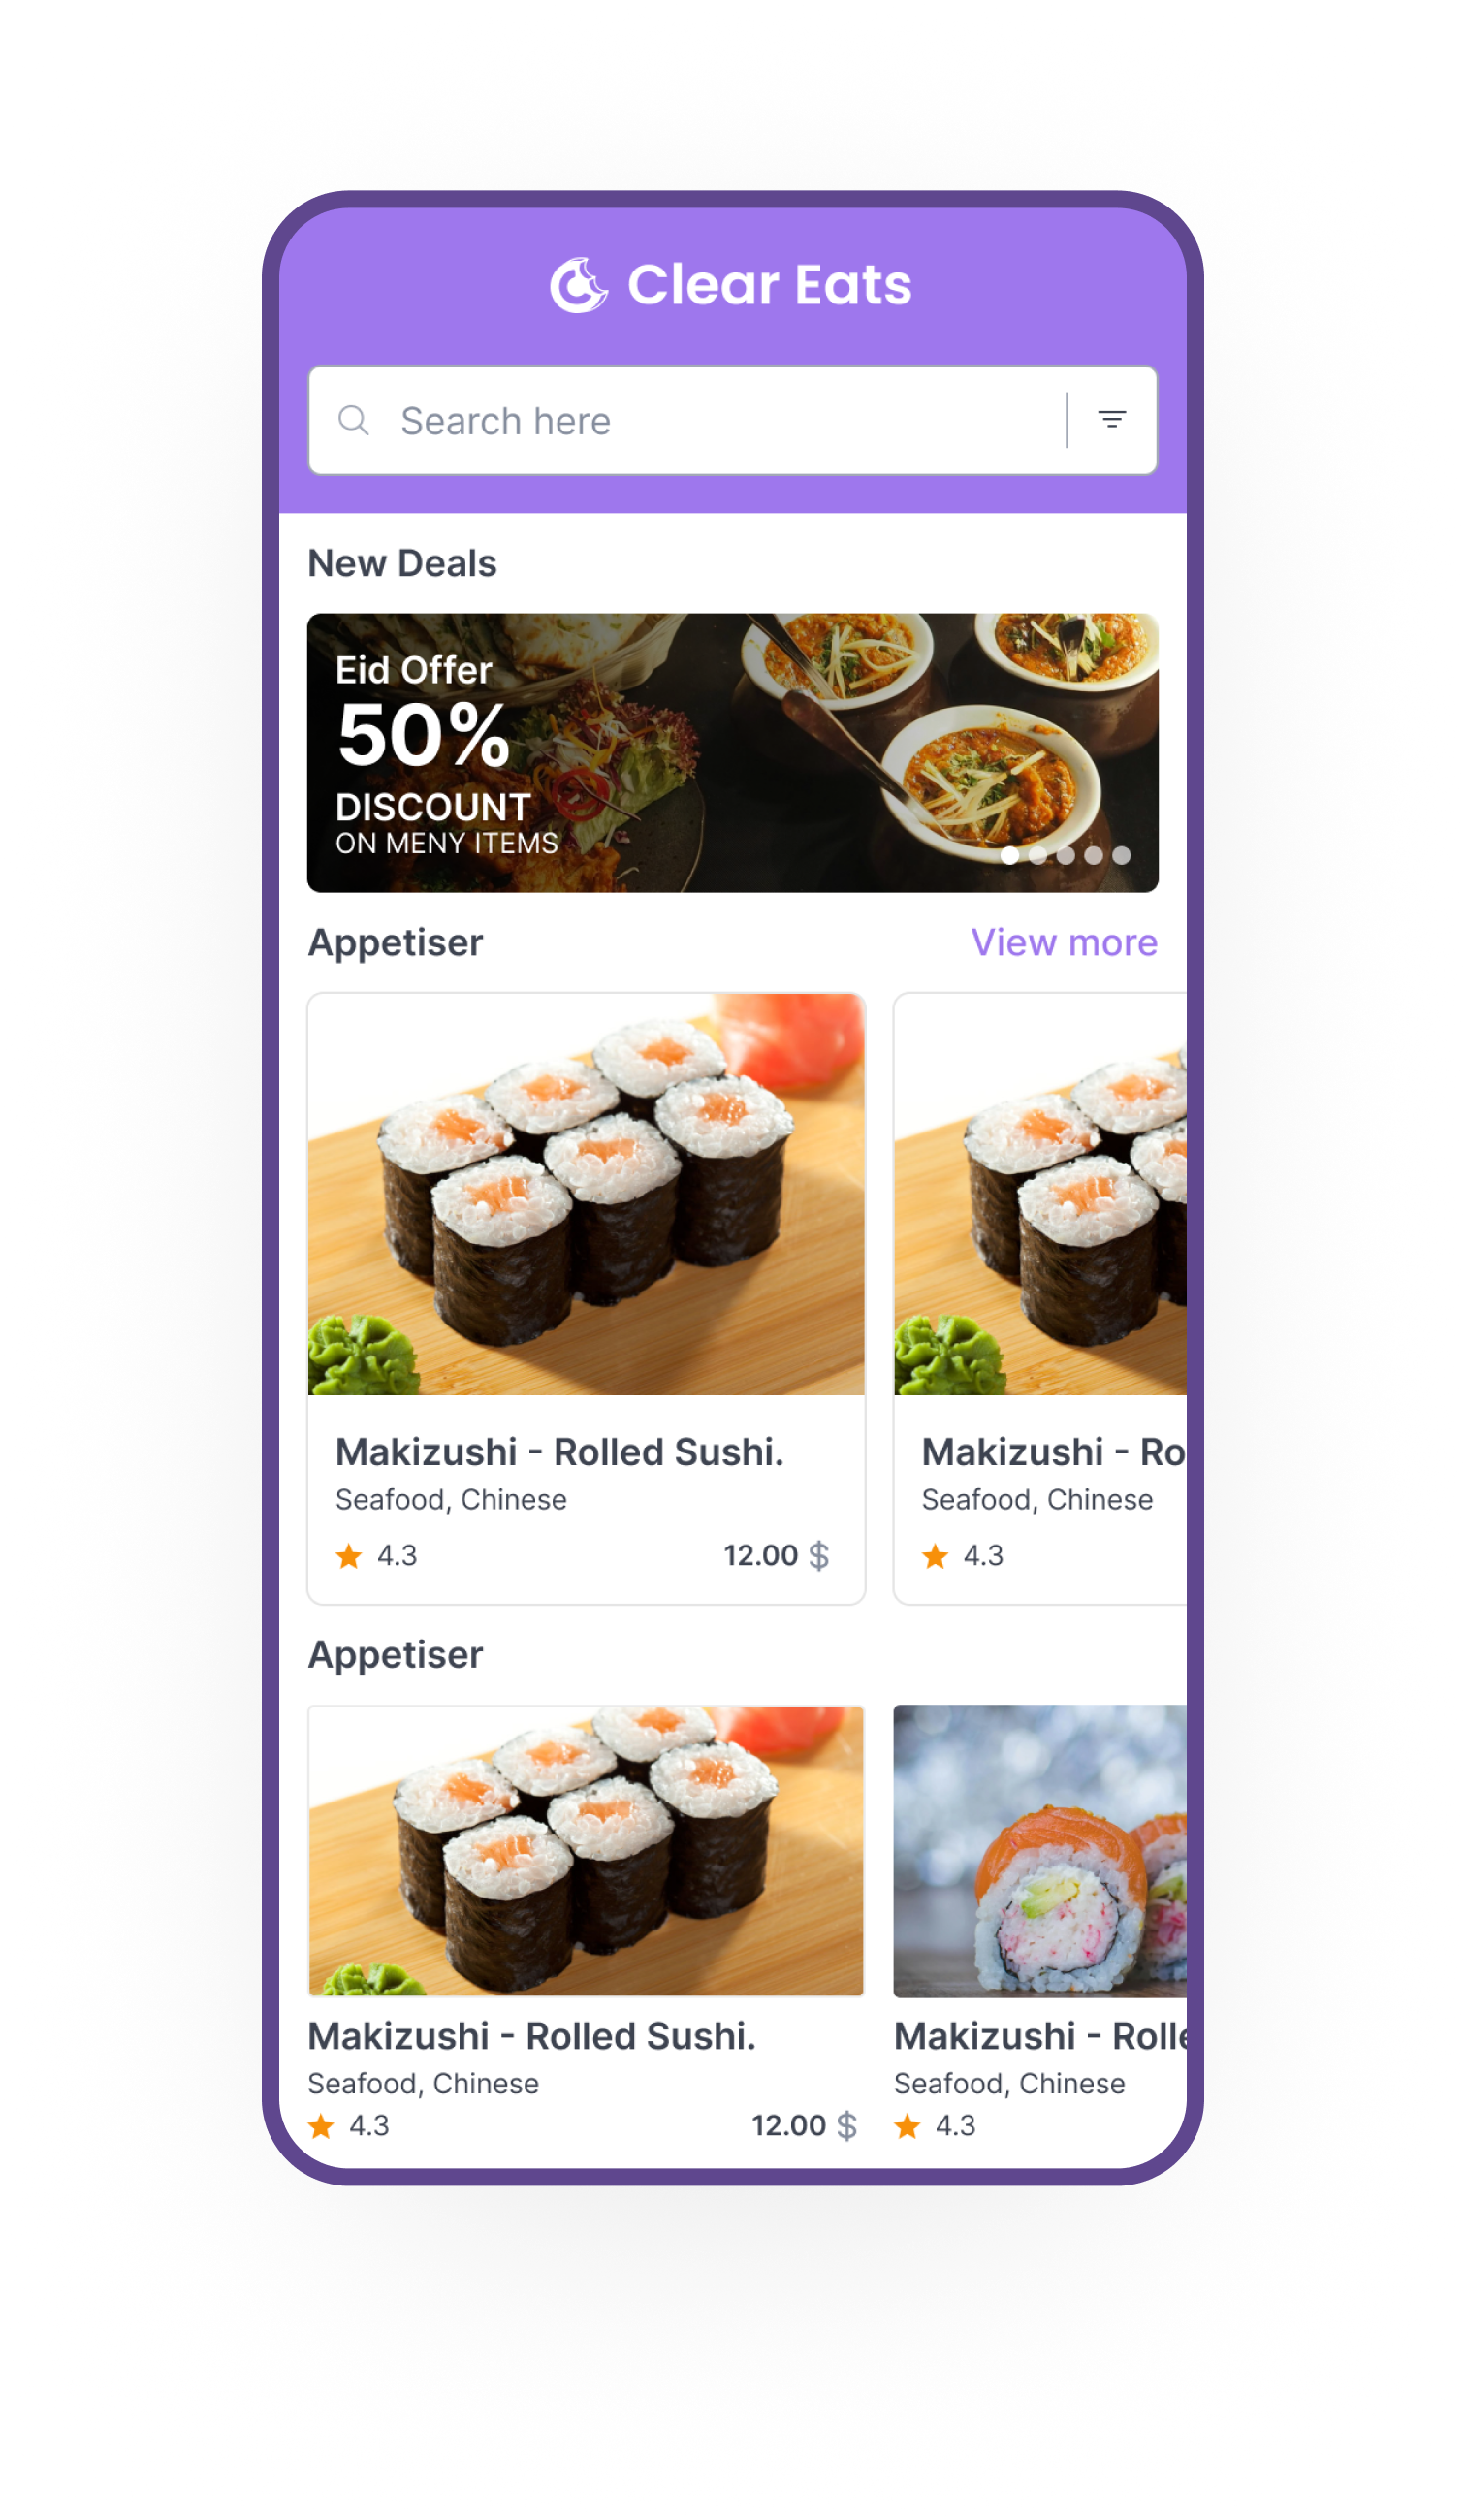 Clear Eats
Search here
New Deals
Eid Offer
50%
DISCOUNT
ON MENY ITEMS
Appetiser
View more
Makizushi - Rolled Sushi.
Seafood, Chinese
4.3
12.00 $
Makizushi - Ro
Seafood, Chinese
4.3
Appetiser
Makizushi - Rolled Sushi.
Seafood, Chinese
4.3
12.00 $
Makizushi - Rolle
Seafood, Chinese
4.3